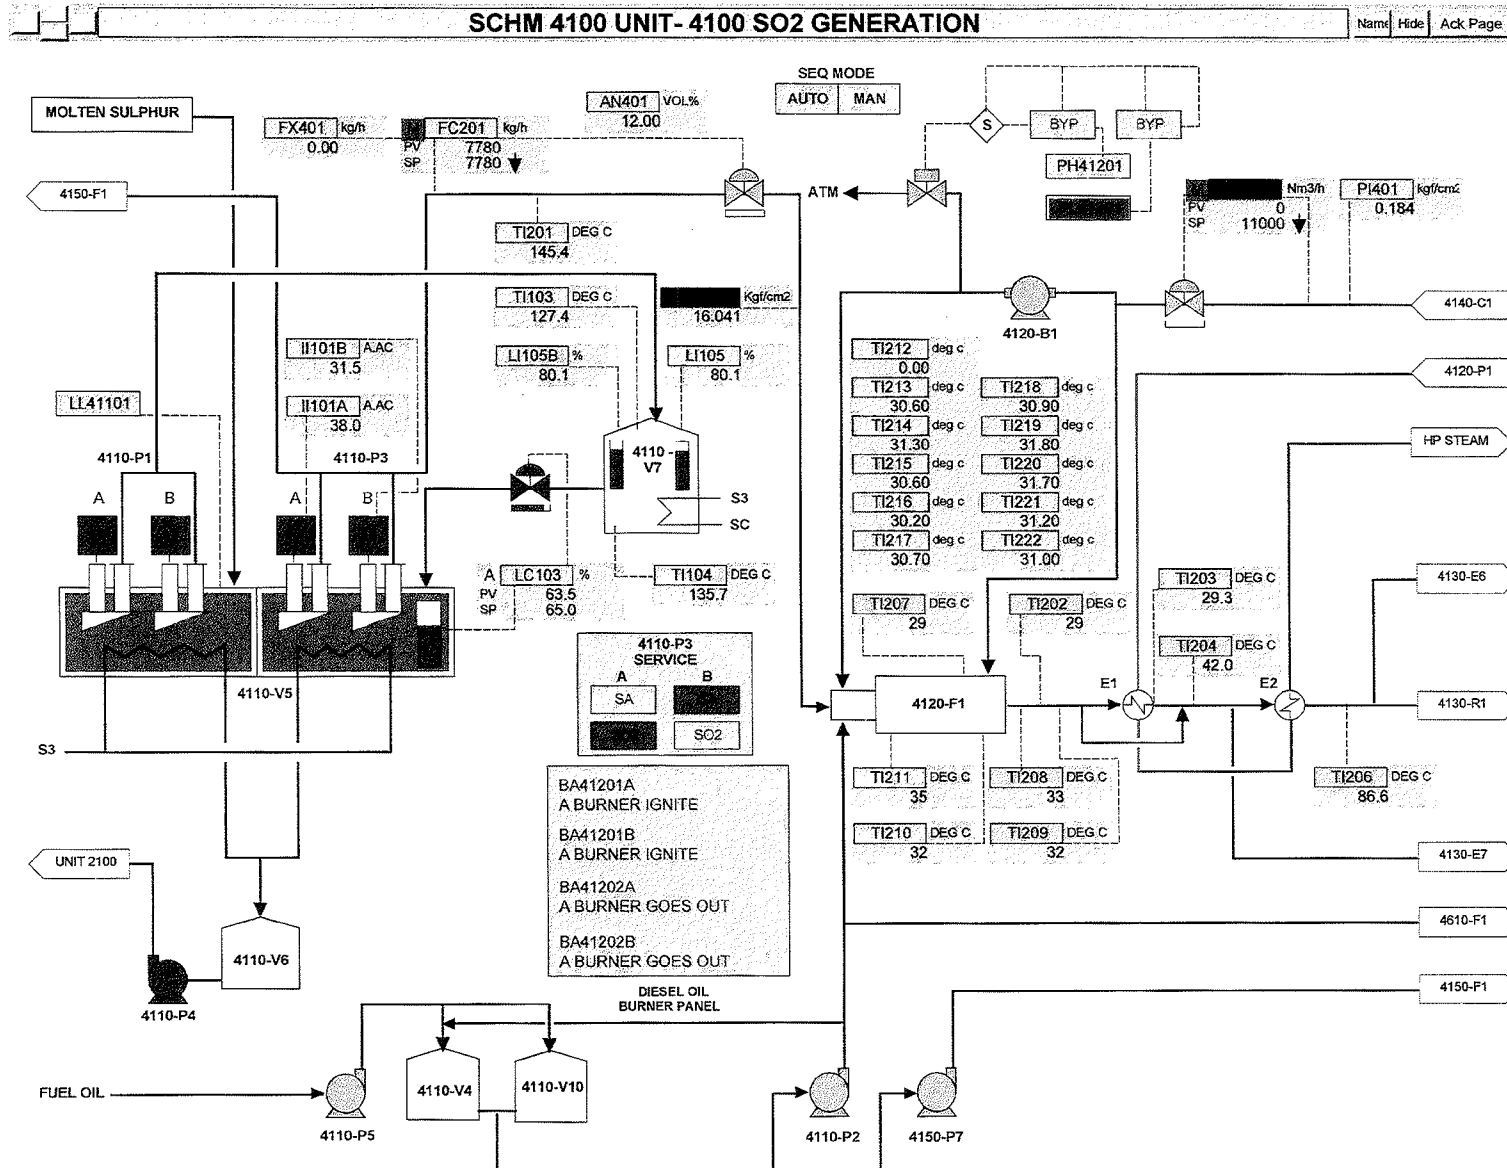 SCHM 4100 UNIT- 4100 SO2 GENERATION
Name Hide Ack Page
SEQ MODE
AUTO MAN
MOLTEN SULPHUR
FX401 kg/h
0.00
FC201 kg/h
PV 7780
SP 7780
AN401 VOL%
12.00
S
BYP
BYP
PH41201
4150-F1
ATM
Nm3/h
PV 0
SP 11000
PI401 kgf/cm2
0.184
TI201 DEG C
145.4
TI103 DEG C
127.4
Kgf/cm2
16.041
4120-B1
4140-C1
II101B A.AC
31.5
LI105B %
80.1
LI105 %
80.1
TI212 deg c
0.00
4120-P1
TI213 deg c
30.60
TI218 deg c
30.90
LL41101
II101A A.AC
38.0
TI214 deg c
31.30
TI219 deg c
31.80
HP STEAM
4110-P1
4110-P3
4110
V7
TI215 deg c
30.60
TI220 deg c
31.70
A
B
A
B
S3
SC
TI216 deg c
30.20
TI221 deg c
31.20
TI217 deg c
30.70
TI222 deg c
31.00
A LC103 %
PV 63.5
SP 65.0
TI104 DEG C
135.7
TI203 DEG C
29.3
4130-E6
TI207 DEG C
29
TI202 DEG C
29
4110-P3
SERVICE
A B
SA
SO2
TI204 DEG C
42.0
4110-V5
4120-F1
E1
E2
4130-R1
S3
TI211 DEG C
35
TI208 DEG C
33
TI206 DEG C
86.6
BA41201A
A BURNER IGNITE
BA41201B
A BURNER IGNITE
BA41202A
A BURNER GOES OUT
BA41202B
A BURNER GOES OUT
TI210 DEG C
32
TI209 DEG C
32
UNIT 2100
4130-E7
4610-F1
4110-V6
4110-P4
DIESEL OIL
BURNER PANEL
4150-F1
FUEL OIL
4110-P5
4110-V4
4110-V10
4110-P2
4150-P7